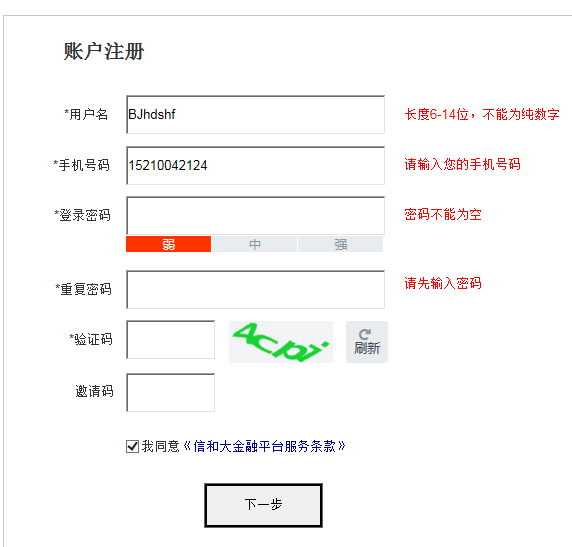 账户注册
*用户名 BJhdshf 长度6-14位，不能为纯数字
*手机号码 15210042124 请输入您的手机号码
*登录密码 密码不能为空
弱 中 强
*重复密码 请先输入密码
*验证码 4cpi 刷新
邀请码
我同意《信和大金融平台服务条款》
下一步